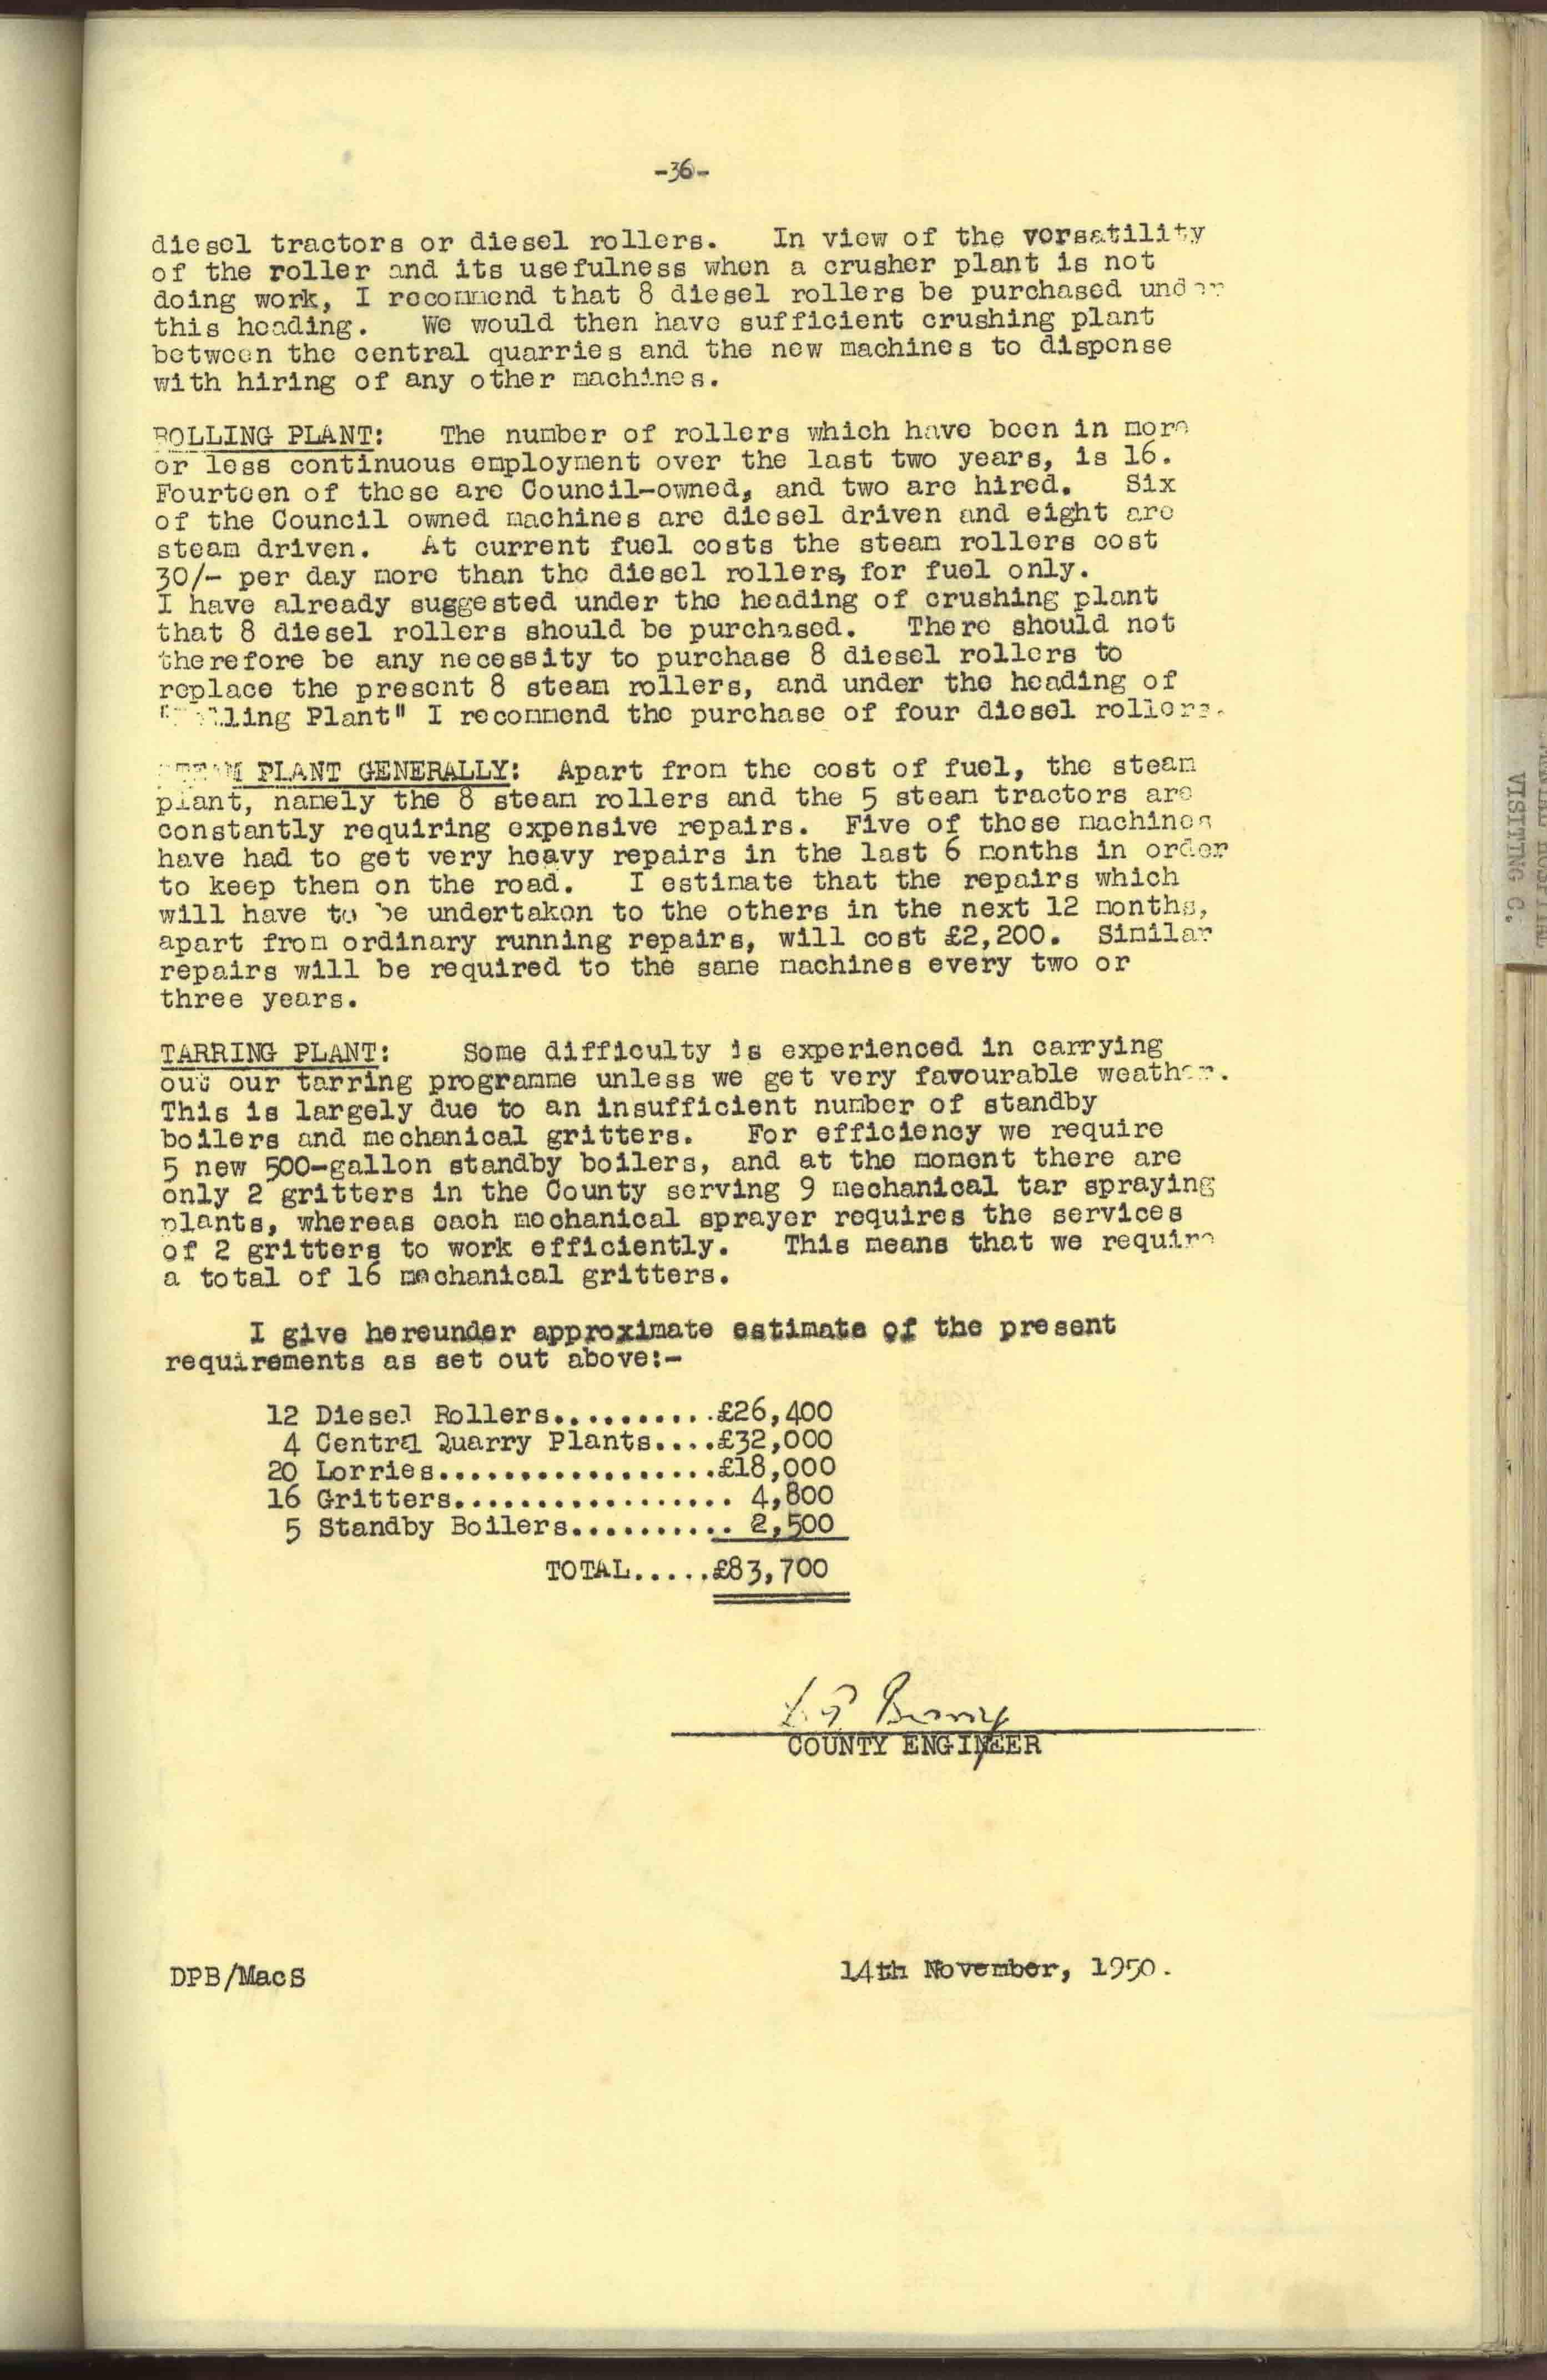 -36-
diesel tractors or diesel rollers. In view of the versatility
of the roller and its usefulness when a crusher plant is not
doing work, I recommend that 8 diesel rollers be purchased under
this heading. We would then have sufficient crushing plant
between the central quarries and the new machines to dispense
with hiring of any other machines.
ROLLING PLANT: The number of rollers which have been in more
or less continuous employment over the last two years, is 16.
Fourteen of these are Council-owned, and two are hired. Six
of the Council owned machines are diesel driven and eight are
steam driven. At current fuel costs the steam rollers cost
30/- per day more than the diesel rollers, for fuel only.
I have already suggested under the heading of crushing plant
that 8 diesel rollers should be purchased. There should not
therefore be any necessity to purchase 8 diesel rollers to
replace the present 8 steam rollers, and under the heading of
"Rolling Plant" I recommend the purchase of four diesel rollers.
STEAM PLANT GENERALLY: Apart from the cost of fuel, the steam
plant, namely the 8 steam rollers and the 5 steam tractors are
constantly requiring expensive repairs. Five of those machines
have had to get very heavy repairs in the last 6 months in order
to keep them on the road. I estimate that the repairs which
will have to be undertaken to the others in the next 12 months,
apart from ordinary running repairs, will cost £2,200. Similar
repairs will be required to the same machines every two or
three years.
TARRING PLANT: Some difficulty is experienced in carrying
out our tarring programme unless we get very favourable weather.
This is largely due to an insufficient number of standby
boilers and mechanical gritters. For efficiency we require
5 new 500-gallon standby boilers, and at the moment there are
only 2 gritters in the County serving 9 mechanical tar spraying
plants, whereas each mechanical sprayer requires the services
of 2 gritters to work efficiently. This means that we require
a total of 16 mechanical gritters.
I give hereunder approximate estimate of the present
requirements as set out above:-
12 Diesel Rollers..........£26,400
4 Central Quarry Plants....£32,000
20 Lorries.................£18,000
16 Gritters................. 4,800
5 Standby Boilers.......... 2,500
TOTAL.....£83,700
COUNTY ENGINEER
DPB/MacS
14th November, 1950.
VISITING C.